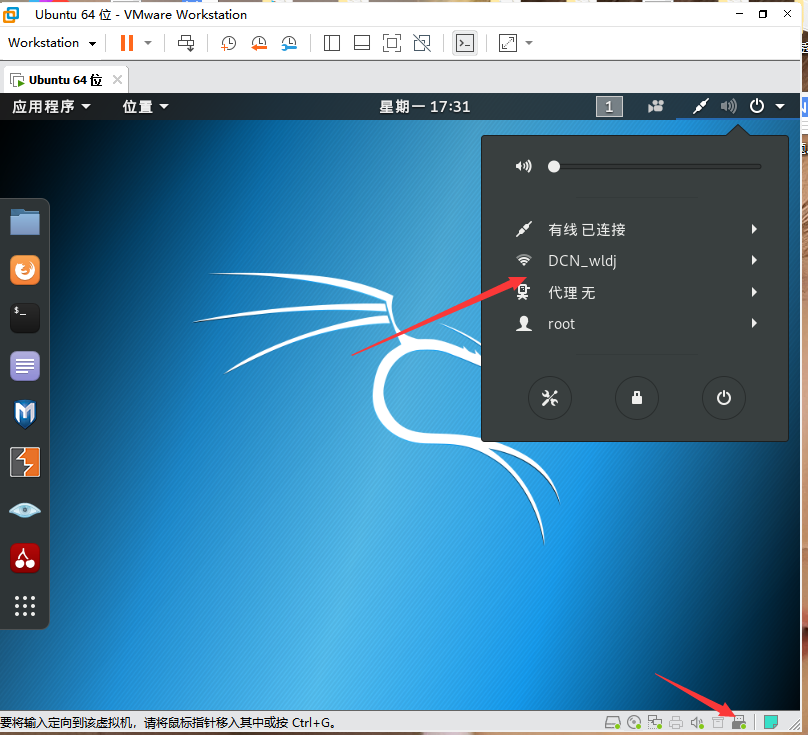 Ubuntu 64 位 - VMware Workstation
Workstation
Ubuntu 64 位
应用程序 位置 星期一 17:31 1
有线 已连接
DCN_wldj
代理 无
root
$_
要将输入定向到该虚拟机，请将鼠标指针移入其中或按 Ctrl+G。